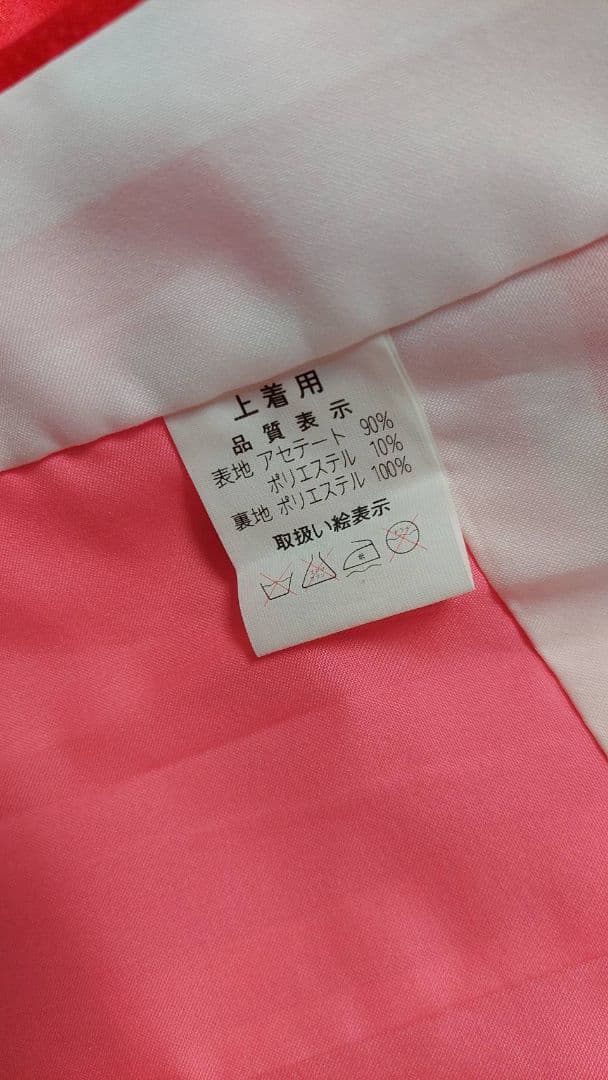 上着用
品質表示
表地 アセテート 90%
ポリエステル 10%
裏地 ポリエステル 100%
取扱い絵表示